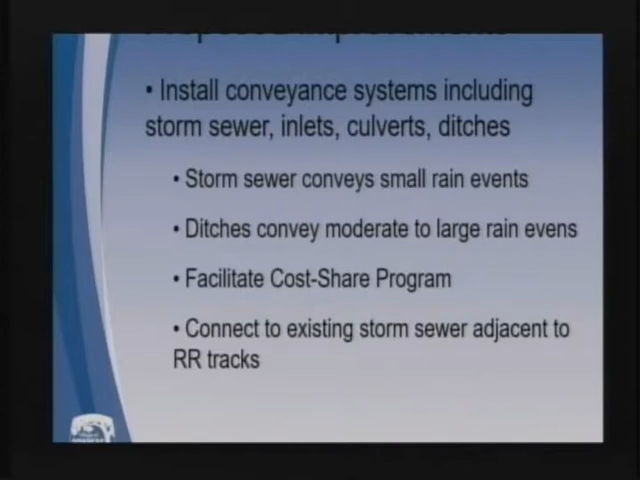 • Install conveyance systems including
storm sewer, inlets, culverts, ditches
• Storm sewer conveys small rain events
• Ditches convey moderate to large rain evens
• Facilitate Cost-Share Program
• Connect to existing storm sewer adjacent to
RR tracks